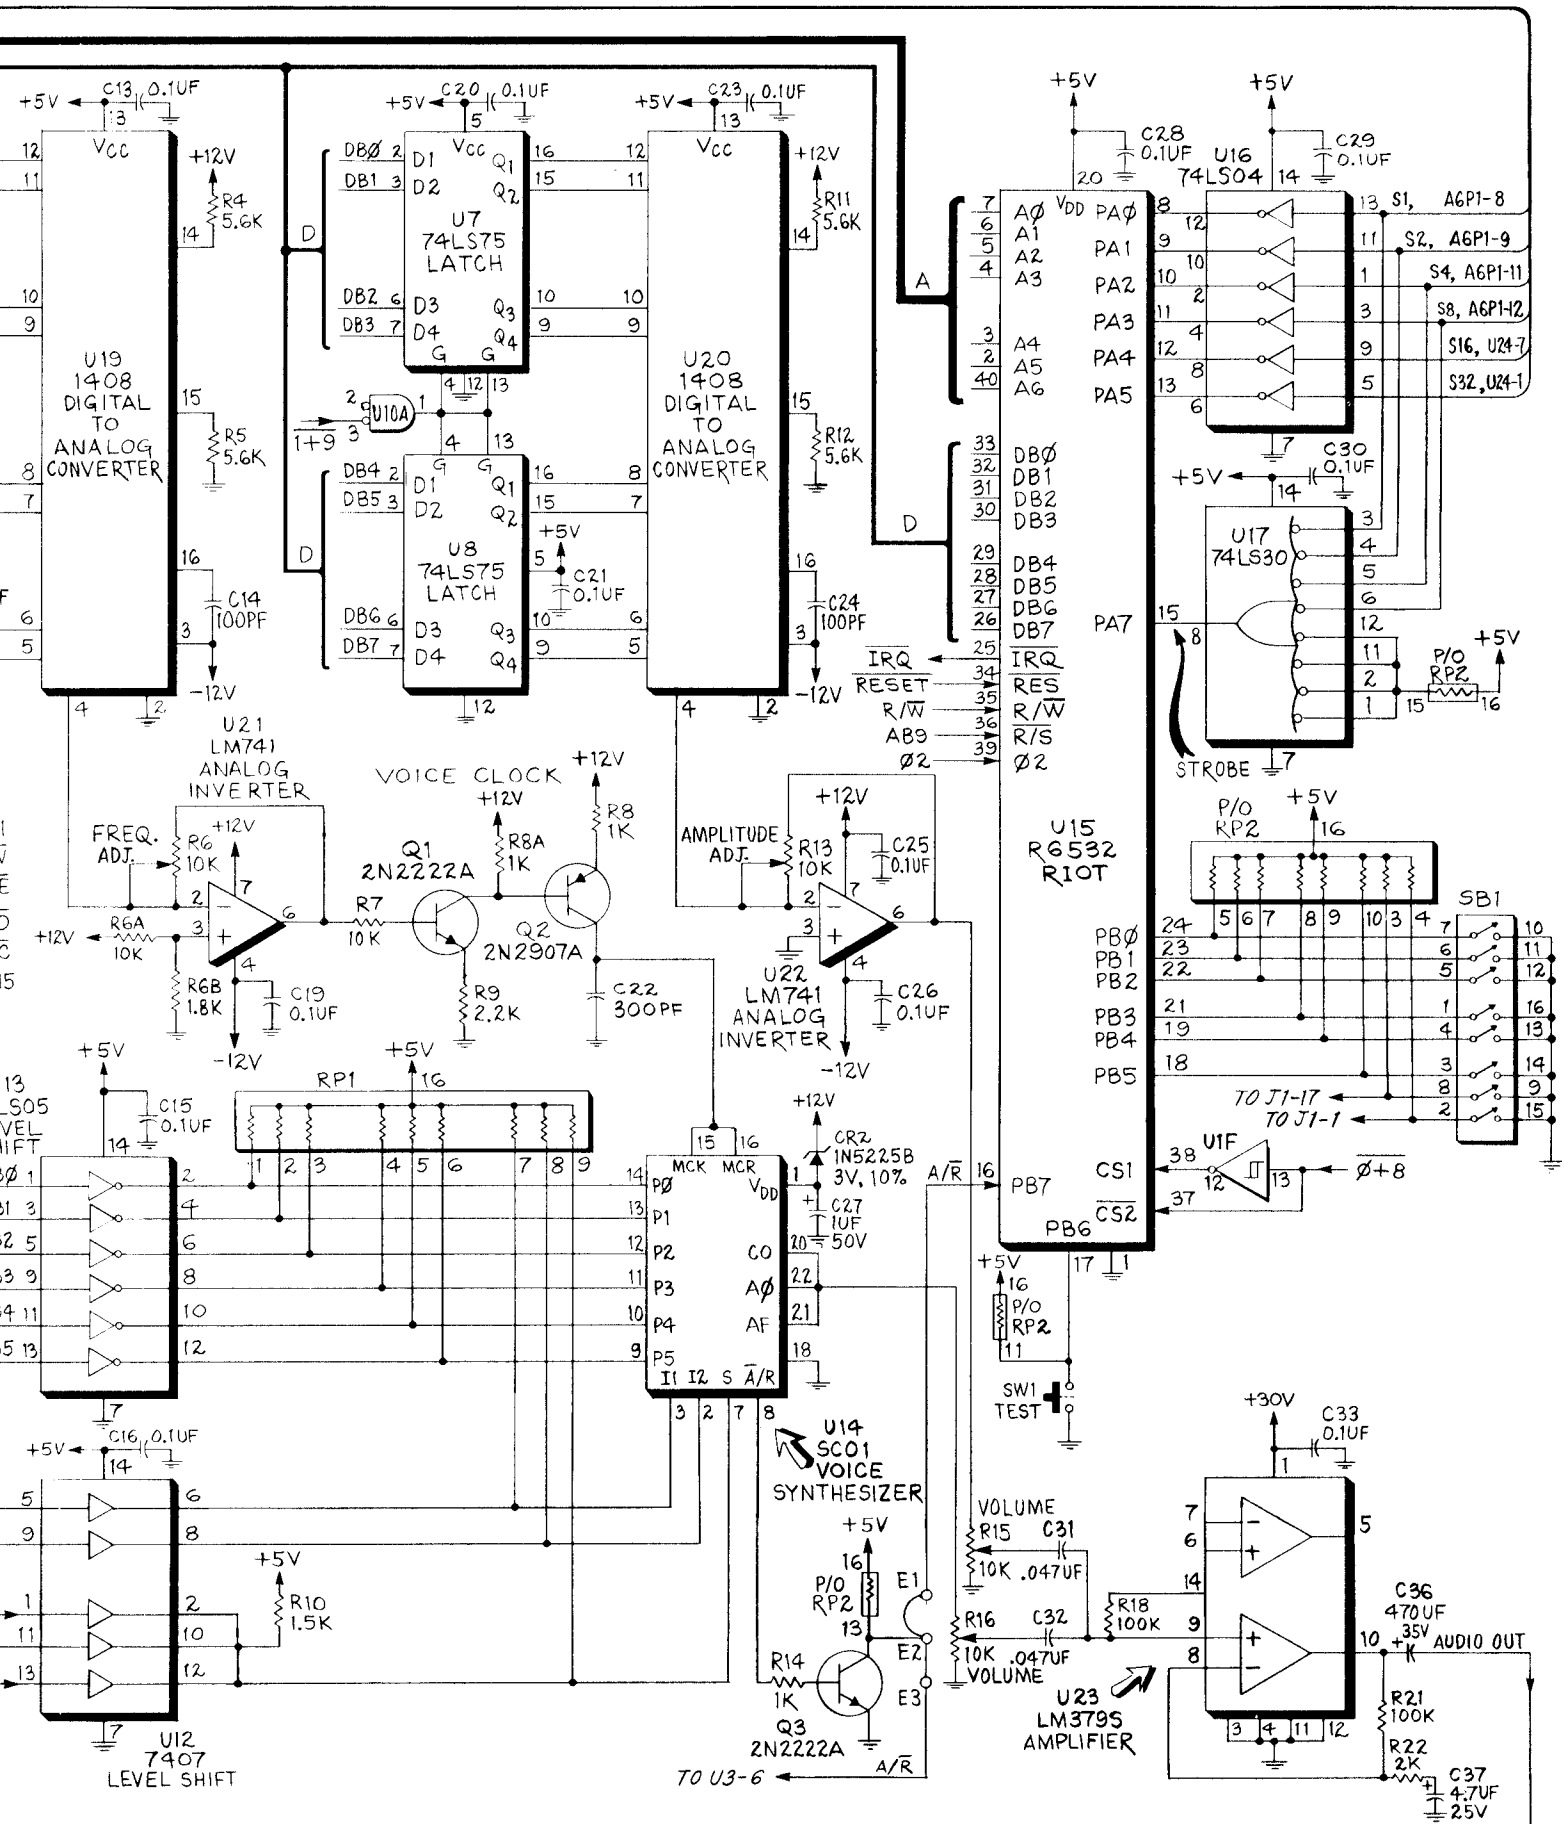 +5V C13 0.1UF
13
VCC
12
11
+12V
R4
5.6K
14
10
9
U19
1408
DIGITAL
TO
ANALOG
CONVERTER
15
R5
5.6K
8
7
16
C14
100PF
6
5
3
-12V
4
2
+5V C20 0.1UF
5
VCC
D
DBØ 2 D1 Q1 16
DB1 3 D2 Q2 15
U7
74LS75
LATCH
DB2 6 D3 Q3 10
DB3 7 D4 Q4 9
G G
4 12 13
2
3
U10A
1
1+9
4 13
G G
D
DB4 2 D1 Q1 16
DB5 3 D2 Q2 15
U8
74LS75
LATCH
+5V
5
C21
0.1UF
DB6 6 D3 Q3 10
DB7 7 D4 Q4 9
12
+5V C23 0.1UF
13
VCC
12
11
+12V
R11
5.6K
14
10
9
U20
1408
DIGITAL
TO
ANALOG
CONVERTER
15
R12
5.6K
8
7
16
C24
100PF
6
5
3
-12V
4
2
A
D
+5V
C28
0.1UF
20
VDD
7 AØ
6 A1
5 A2
4 A3
3 A4
2 A5
40 A6
33 DBØ
32 DB1
31 DB2
30 DB3
29 DB4
28 DB5
27 DB6
26 DB7
IRQ 25 IRQ
RESET 34 RES
R/W 35 R/W
AB9 36 R/S
Ø2 39 Ø2
PAØ 8
PA1 9
PA2 10
PA3 11
PA4 12
PA5 13
PA7 15
U15
R6532
RIOT
PBØ 24
PB1 23
PB2 22
PB3 21
PB4 19
PB5 18
CS1 38
CS2 37
A/R 16 PB7
PB6
17 1
+5V
C29
0.1UF
U16
74LS04 14
12 13 S1, A6P1-8
10 11 S2, A6P1-9
2 1 S4, A6P1-11
4 3 S8, A6P1-12
8 9 S16, U24-7
6 5 S32, U24-1
7
+5V C30
0.1UF
14
U17
74LS30
3
4
5
6
12
11
2
1
8
7
STROBE
P/O
RP2
+5V
15 16
P/O
RP2
+5V
16
5 6 7 8 9 10 3 4
SB1
7 10
6 11
5 12
1 16
4 13
3 14
8 9
2 15
TO J1-17
TO J1-1
U1F
12 13
Ø+8
U21
LM741
ANALOG
INVERTER
FREQ.
ADJ.
R6
10K
+12V
2 7
3 6
4
R6A
10K
+12V
R6B
1.8K
C19
0.1UF
-12V
VOICE CLOCK
Q1
2N2222A
R7
10K
+12V
R8A
1K
+12V
R8
1K
Q2
2N2907A
R9
2.2K
C22
300PF
AMPLITUDE
ADJ.
R13
10K
+12V
C25
0.1UF
2 7
3 6
4
U22
LM741
ANALOG
INVERTER
C26
0.1UF
-12V
13
LS05
+5V
C15
0.1UF
14
1 2
3 4
5 6
9 8
11 10
13 12
7
RP1
+5V
16
1 2 3 4 5 6 7 8 9
15 16
MCK MCR
14 PØ
13 P1
12 P2
11 P3
10 P4
9 P5
VDD 1
CO 20
AØ 22
AF 21
18
I1 I2 S A/R
3 2 7 8
+12V
CR2
1N5225B
3V, 10%
C27
1UF
50V
U14
SC01
VOICE
SYNTHESIZER
+5V
16
P/O
RP2
11
SW1
TEST
+5V C16 0.1UF
14
5 6
9 8
1 2
11 10
13 12
7
+5V
R10
1.5K
U12
7407
LEVEL SHIFT
+5V
16
P/O
RP2
13
R14
1K
Q3
2N2222A
E1
E2
E3
TO U3-6 A/R
VOLUME
R15
10K
C31
.047UF
R16
10K
VOLUME
C32
.047UF
R18
100K
+30V
C33
0.1UF
1
7
6
5
14
9
8
10
3 4 11 12
U23
LM379S
AMPLIFIER
C36
470UF
35V
AUDIO OUT
R21
100K
R22
2K
C37
4.7UF
25V